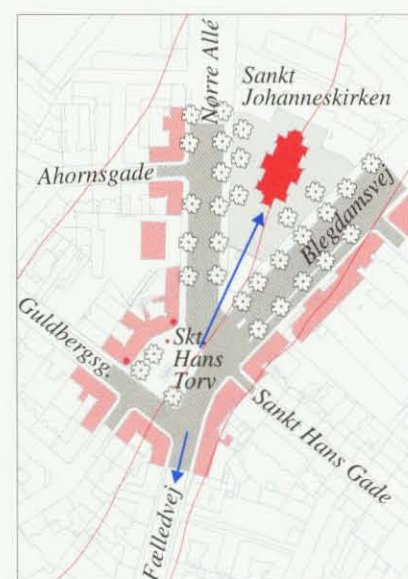 Nørre Allé
Sankt
Johanneskirken
Ahornsgade
Blegdamsvej
Guldbergsg.
Skt.
Hans
Torv
Sankt Hans Gade
Fælledvej